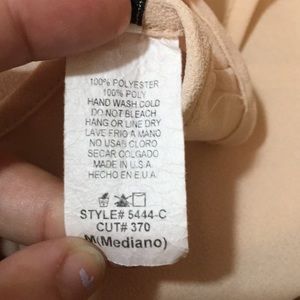 100% POLYESTER
100% POLY
HAND WASH COLD
DO NOT BLEACH
HANG OR LINE DRY
LAVE FRIO A MANO
NO USAR CLORO
SECAR COLGADO
MADE IN U.S.A.
HECHO EN E.U.A.
STYLE# 5444-C
CUT# 370
M(Mediano)